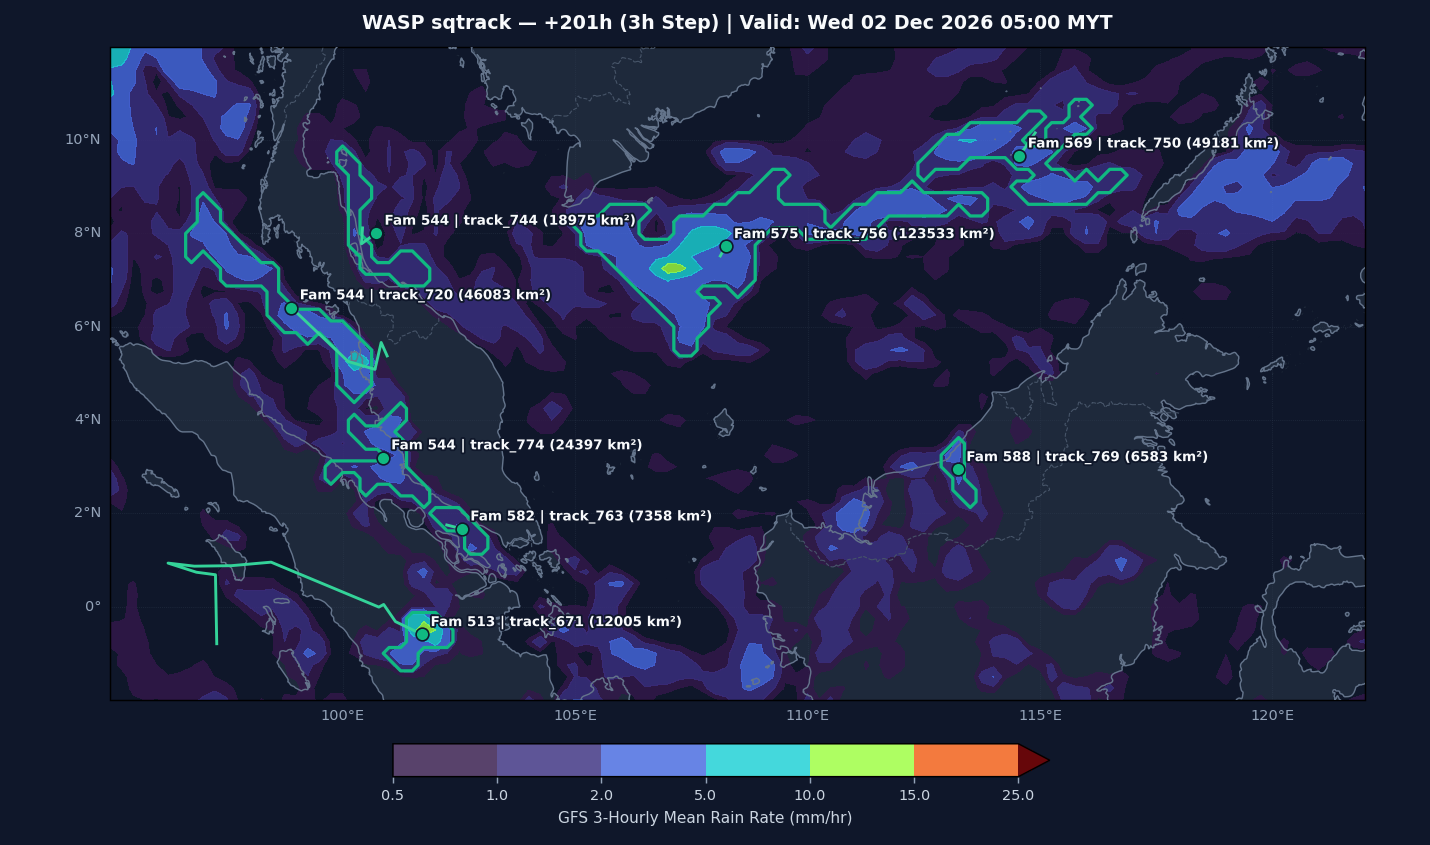 WASP sqtrack — +201h (3h Step) | Valid: Wed 02 Dec 2026 05:00 MYT
10°N
8°N
6°N
4°N
2°N
0°
Fam 569 | track_750 (49181 km²)
Fam 544 | track_744 (18975 km²)
Fam 575 | track_756 (123533 km²)
Fam 544 | track_720 (46083 km²)
Fam 544 | track_774 (24397 km²)
Fam 588 | track_769 (6583 km²)
Fam 582 | track_763 (7358 km²)
Fam 513 | track_671 (12005 km²)
100°E 105°E 110°E 115°E 120°E
0.5 1.0 2.0 5.0 10.0 15.0 25.0
GFS 3-Hourly Mean Rain Rate (mm/hr)